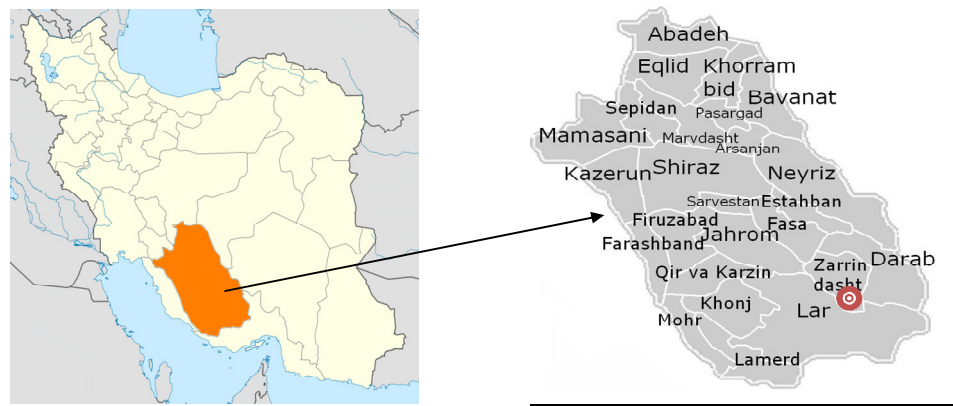 Abadeh
Eqlid
Khorram
bid
Bavanat
Sepidan
Pasargad
Mamasani
Marvdasht
Arsanjan
Kazerun
Shiraz
Neyriz
Sarvestan
Estahban
Firuzabad
Fasa
Jahrom
Farashband
Darab
Zarrin
dasht
Qir va Karzin
Khonj
Lar
Mohr
Lamerd